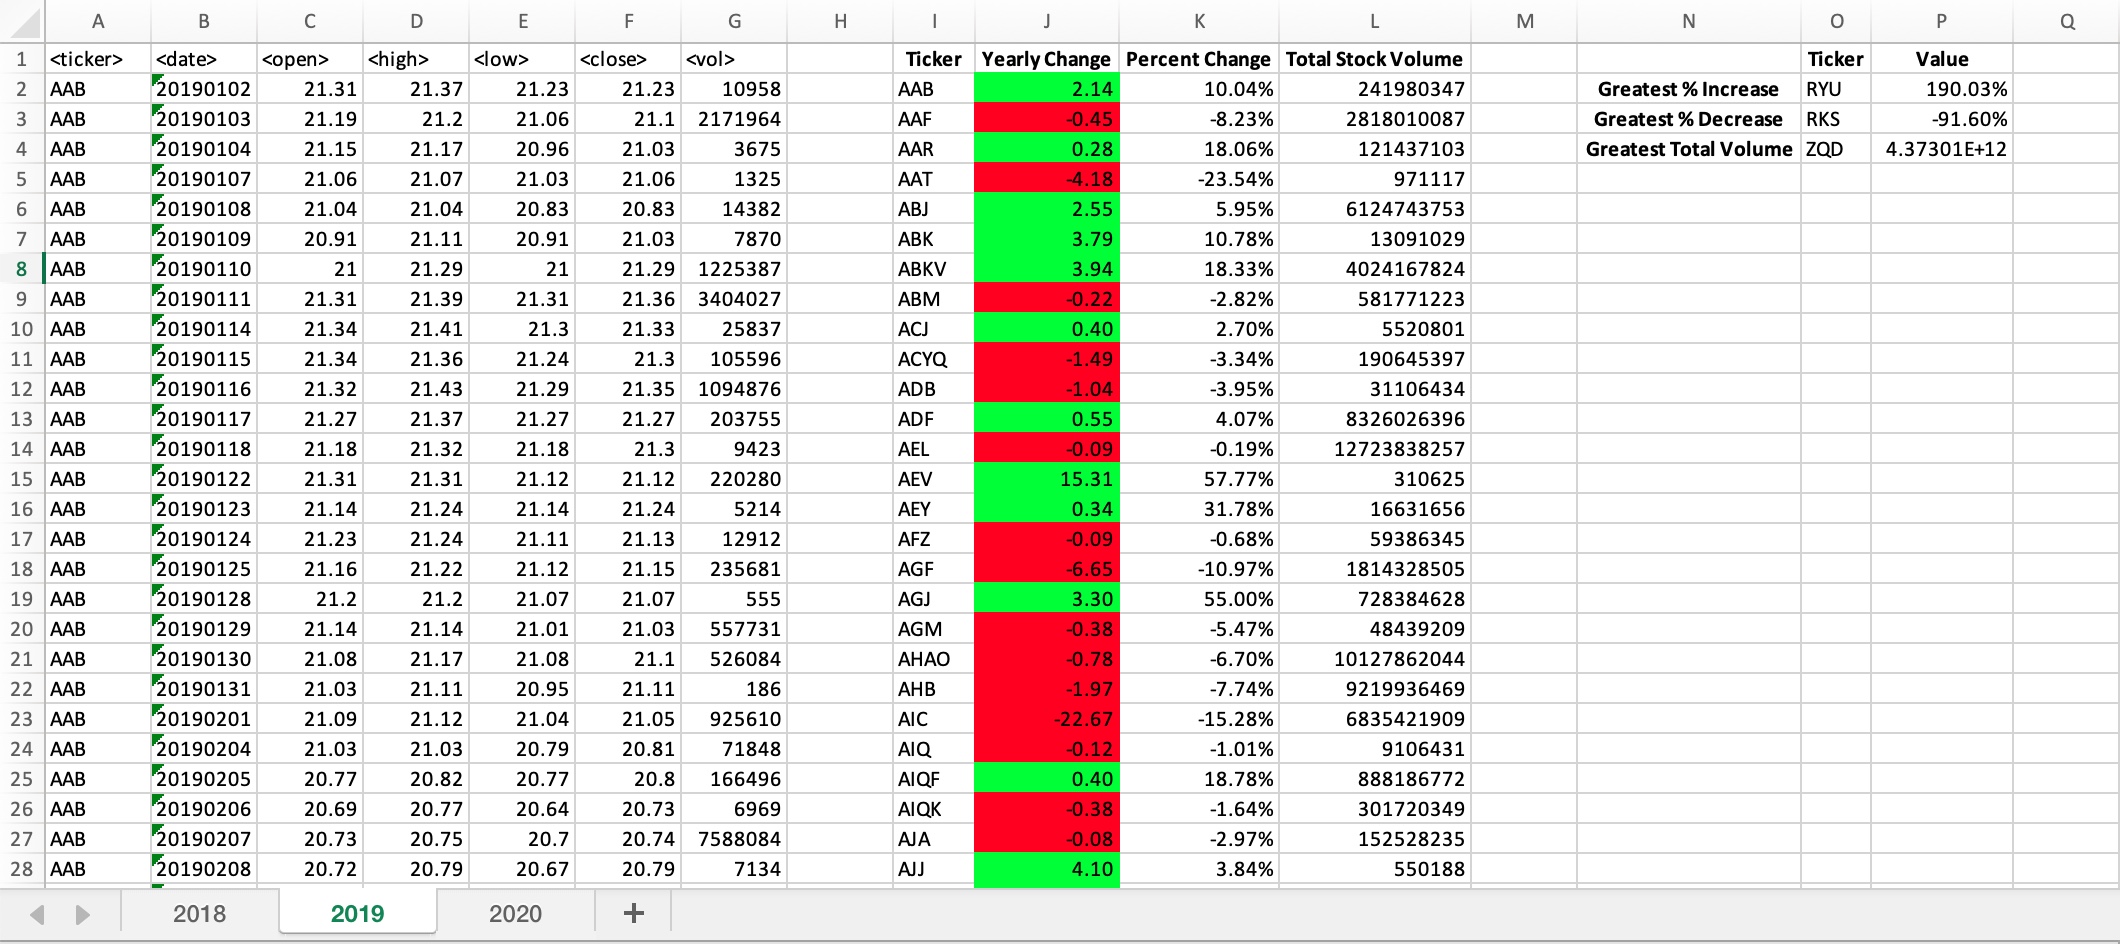 A B C D E F G H I J K L M N O P Q
1 <ticker> <date> <open> <high> <low> <close> <vol> Ticker Yearly Change Percent Change Total Stock Volume Ticker Value
2 AAB 20190102 21.31 21.37 21.23 21.23 10958 AAB 2.14 10.04% 241980347 Greatest % Increase RYU 190.03%
3 AAB 20190103 21.19 21.2 21.06 21.1 2171964 AAF -0.45 -8.23% 2818010087 Greatest % Decrease RKS -91.60%
4 AAB 20190104 21.15 21.17 20.96 21.03 3675 AAR 0.28 18.06% 121437103 Greatest Total Volume ZQD 4.37301E+12
5 AAB 20190107 21.06 21.07 21.03 21.06 1325 AAT -4.18 -23.54% 971117
6 AAB 20190108 21.04 21.04 20.83 20.83 14382 ABJ 2.55 5.95% 6124743753
7 AAB 20190109 20.91 21.11 20.91 21.03 7870 ABK 3.79 10.78% 13091029
8 AAB 20190110 21 21.29 21 21.29 1225387 ABKV 3.94 18.33% 4024167824
9 AAB 20190111 21.31 21.39 21.31 21.36 3404027 ABM -0.22 -2.82% 581771223
10 AAB 20190114 21.34 21.41 21.3 21.33 25837 ACJ 0.40 2.70% 5520801
11 AAB 20190115 21.34 21.36 21.24 21.3 105596 ACYQ -1.49 -3.34% 190645397
12 AAB 20190116 21.32 21.43 21.29 21.35 1094876 ADB -1.04 -3.95% 31106434
13 AAB 20190117 21.27 21.37 21.27 21.27 203755 ADF 0.55 4.07% 8326026396
14 AAB 20190118 21.18 21.32 21.18 21.3 9423 AEL -0.09 -0.19% 12723838257
15 AAB 20190122 21.31 21.31 21.12 21.12 220280 AEV 15.31 57.77% 310625
16 AAB 20190123 21.14 21.24 21.14 21.24 5214 AEY 0.34 31.78% 16631656
17 AAB 20190124 21.23 21.24 21.11 21.13 12912 AFZ -0.09 -0.68% 59386345
18 AAB 20190125 21.16 21.22 21.12 21.15 235681 AGF -6.65 -10.97% 1814328505
19 AAB 20190128 21.2 21.2 21.07 21.07 555 AGJ 3.30 55.00% 728384628
20 AAB 20190129 21.14 21.14 21.01 21.03 557731 AGM -0.38 -5.47% 48439209
21 AAB 20190130 21.08 21.17 21.08 21.1 526084 AHAO -0.78 -6.70% 10127862044
22 AAB 20190131 21.03 21.11 20.95 21.11 186 AHB -1.97 -7.74% 9219936469
23 AAB 20190201 21.09 21.12 21.04 21.05 925610 AIC -22.67 -15.28% 6835421909
24 AAB 20190204 21.03 21.03 20.79 20.81 71848 AIQ -0.12 -1.01% 9106431
25 AAB 20190205 20.77 20.82 20.77 20.8 166496 AIQF 0.40 18.78% 888186772
26 AAB 20190206 20.69 20.77 20.64 20.73 6969 AIQK -0.38 -1.64% 301720349
27 AAB 20190207 20.73 20.75 20.7 20.74 7588084 AJA -0.08 -2.97% 152528235
28 AAB 20190208 20.72 20.79 20.67 20.79 7134 AJJ 4.10 3.84% 550188
2018 2019 2020 +